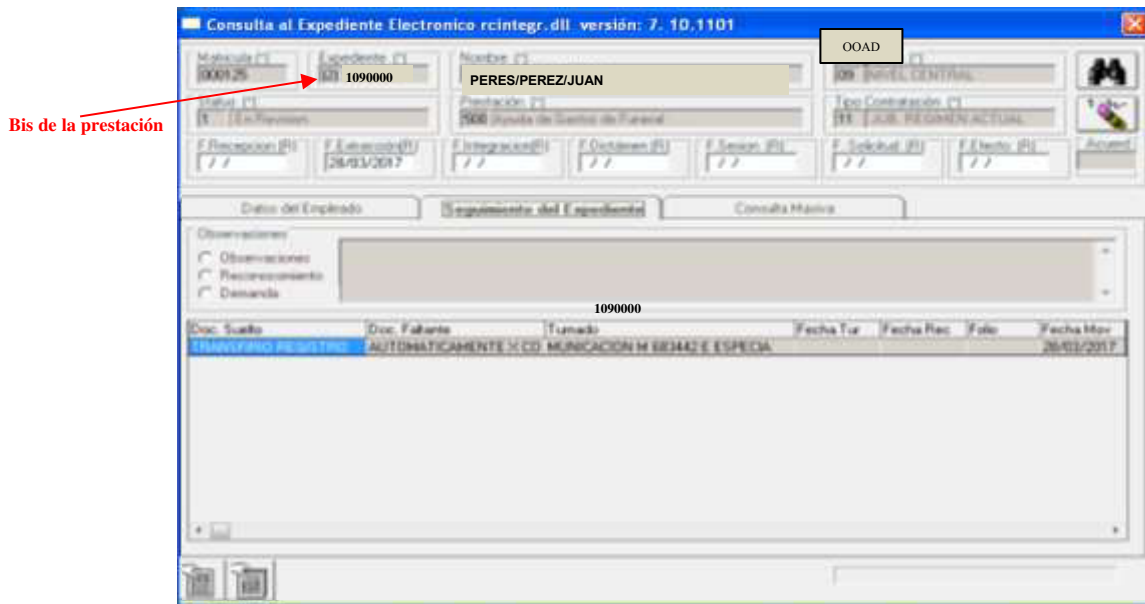 Consulta al Expediente Electronico rcintegr.dll versión: 7. 10.1101
OOAD
Matricula (*) Expediente (*) Nombre (*)
000125 1090000 PERES/PEREZ/JUAN 09 NIVEL CENTRAL
Bis de la prestación
Status (*) Prestación (*) Tipo Contratación (*)
1 En Revision 500 Ayuda de Gastos de Funeral 11 JUB. REGIMEN ACTUAL
F.Recepcion (R) F.Extracción(R) F.Integracion(R) F.Dictámen (R) F.Sesion (R) F. Solicitud (R) F.Efecto (R) Acuerd
/ / 28/03/2017 / / / / / / / / / /
Datos del Empleado Seguimiento del Expediente Consulta Masiva
Observaciones
Observaciones
Reconocimiento
Demanda
1090000
Doc. Suelto Doc. Faltante Turnado Fecha Tur Fecha Rec Folio Fecha Mov
TRANSFIRIO REGISTRO AUTOMATICAMENTE X CO MUNICACION M 683442 E ESPECIA 28/03/2017